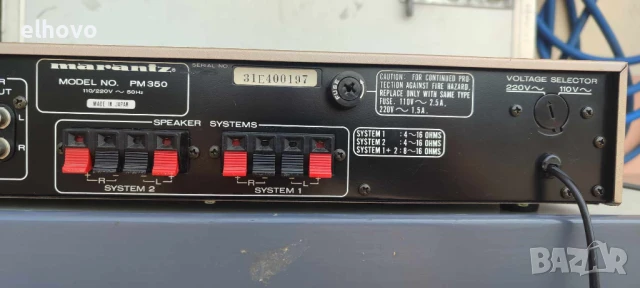 elnovo
marantz
MODEL NO. PM350
110/220V ~ 50Hz
MADE IN JAPAN
SERIAL NO.
31E400197
CAUTION: FOR CONTINUED PRO
TECTION AGAINST FIRE HAZARD,
REPLACE ONLY WITH SAME TYPE
FUSE. 110V ~ 2.5A.
220V ~ 1.5A.
VOLTAGE SELECTOR
220V 110V
OUT
L
R
SPEAKER SYSTEMS
SYSTEM 1 : 4~16 OHMS
SYSTEM 2 : 4~16 OHMS
SYSTEM 1+2 : 8~16 OHMS
R L
SYSTEM 2
R L
SYSTEM 1
BAZAR
bg